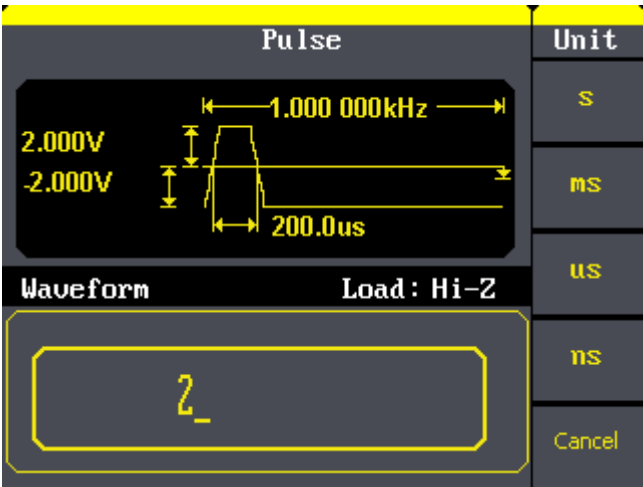 Pulse
Unit
1.000 000kHz
2.000V
-2.000V
200.0us
Waveform Load: Hi-Z
2_
s
ms
us
ns
Cancel